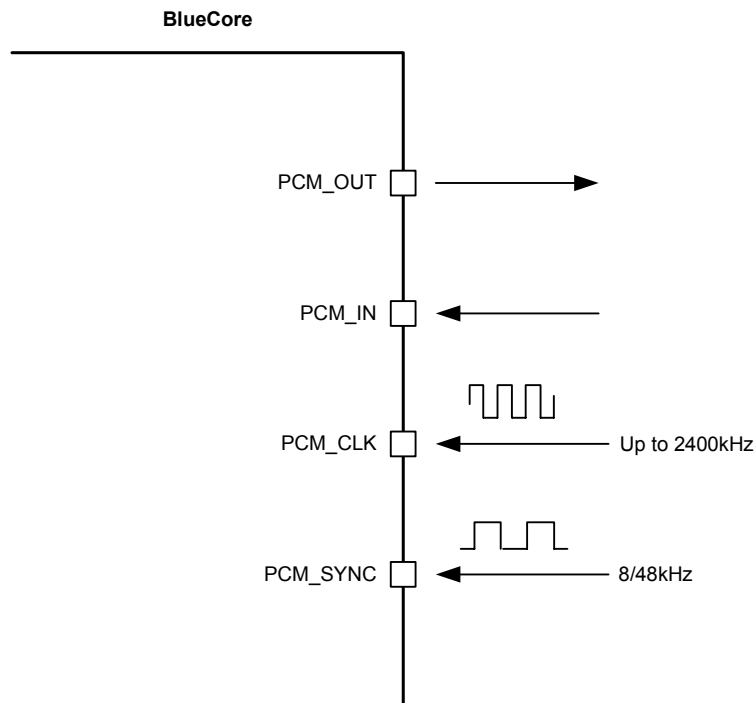 BlueCore
PCM_OUT
PCM_IN
PCM_CLK
Up to 2400kHz
PCM_SYNC
8/48kHz